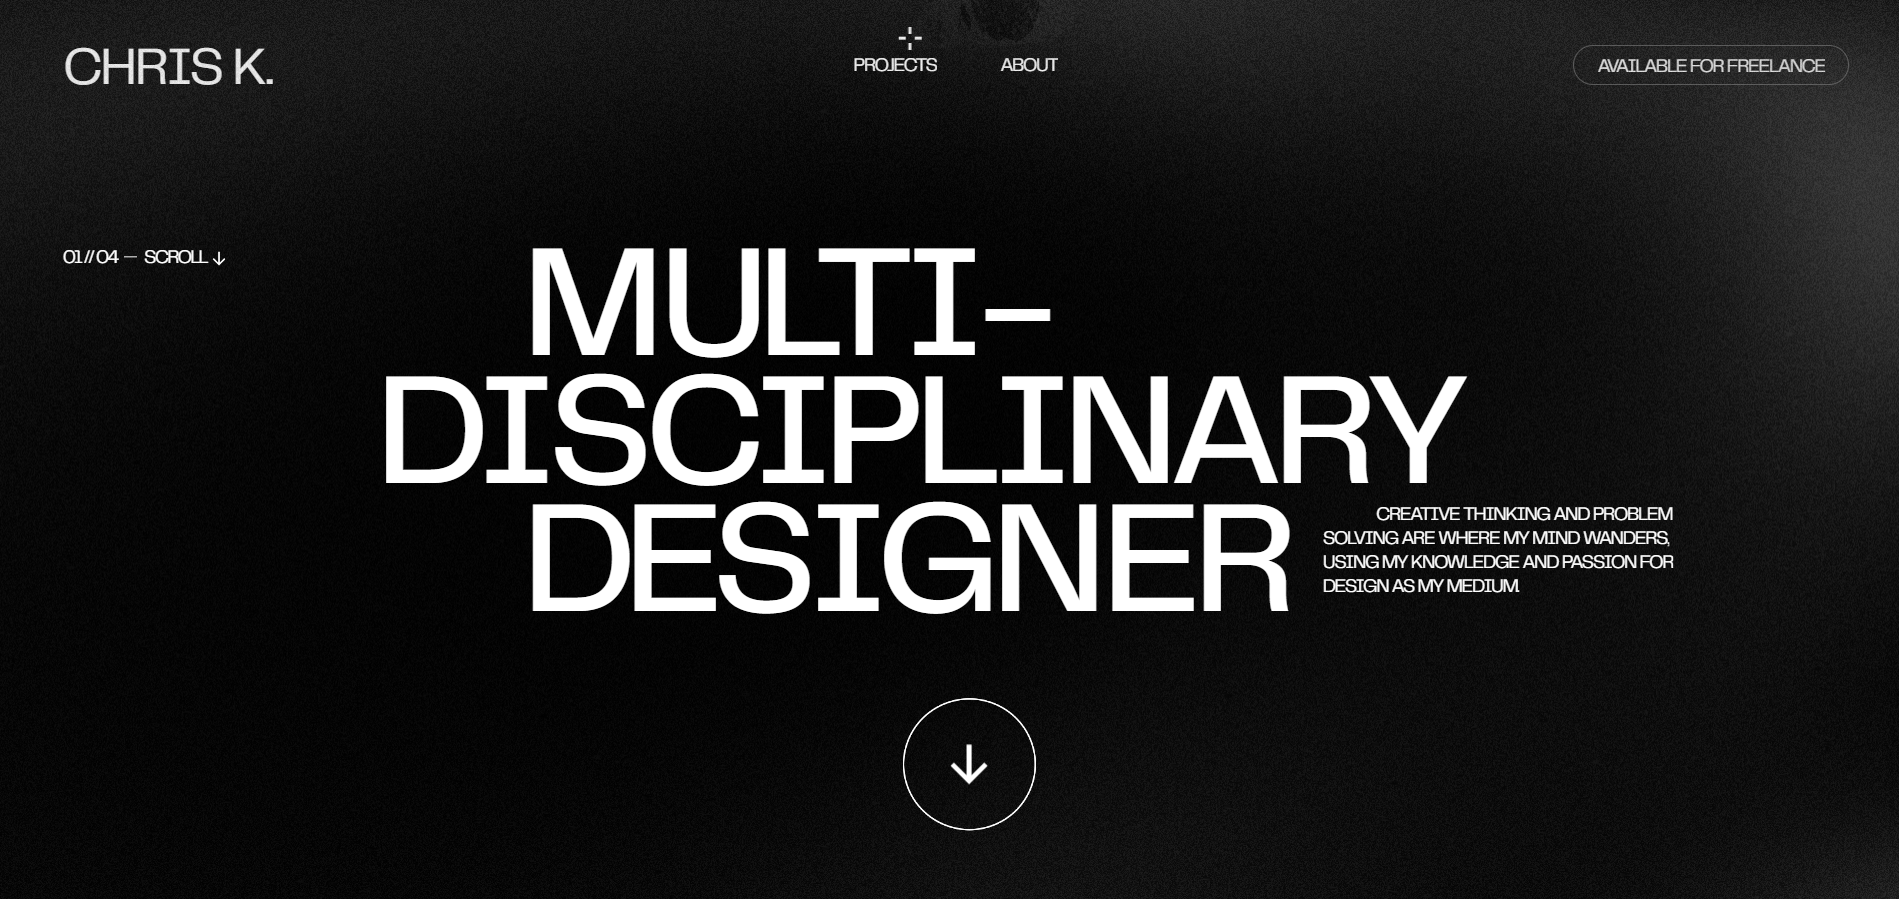 CHRIS K.
PROJECTS
ABOUT
AVAILABLE FOR FREELANCE
01//04 — SCROLL ↓
MULTI–
DISCIPLINARY
DESIGNER
CREATIVE THINKING AND PROBLEM
SOLVING ARE WHERE MY MIND WANDERS,
USING MY KNOWLEDGE AND PASSION FOR
DESIGN AS MY MEDIUM.